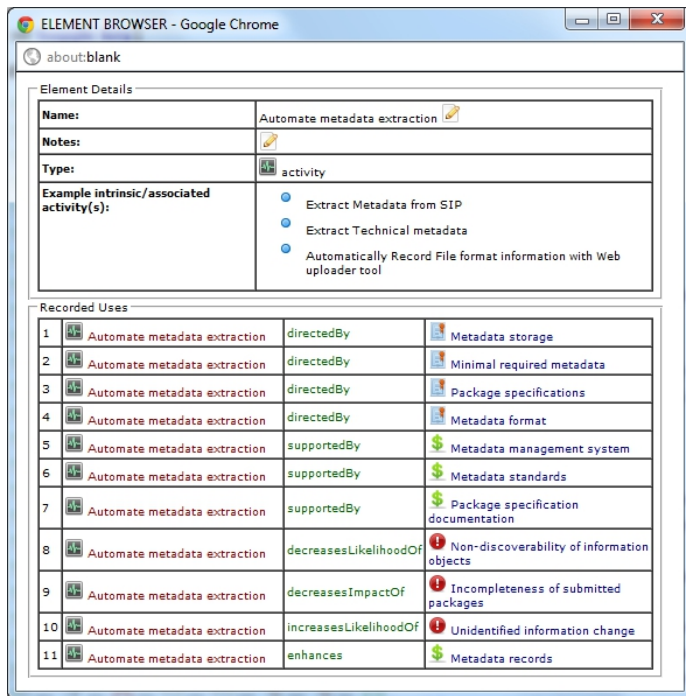 ELEMENT BROWSER - Google Chrome
about:blank
Element Details
Name: Automate metadata extraction
Notes:
Type: activity
Example intrinsic/associated
activity(s):
Extract Metadata from SIP
Extract Technical metadata
Automatically Record File format information with Web
uploader tool
Recorded Uses
1 Automate metadata extraction directedBy Metadata storage
2 Automate metadata extraction directedBy Minimal required metadata
3 Automate metadata extraction directedBy Package specifications
4 Automate metadata extraction directedBy Metadata format
5 Automate metadata extraction supportedBy Metadata management system
6 Automate metadata extraction supportedBy Metadata standards
7 Automate metadata extraction supportedBy Package specification
documentation
8 Automate metadata extraction decreasesLikelihoodOf Non-discoverability of information
objects
9 Automate metadata extraction decreasesImpactOf Incompleteness of submitted
packages
10 Automate metadata extraction increasesLikelihoodOf Unidentified information change
11 Automate metadata extraction enhances Metadata records